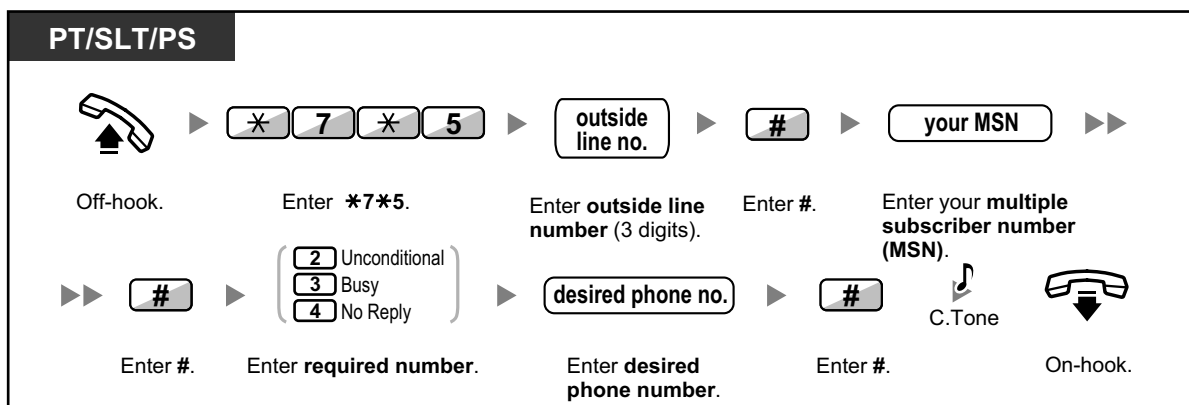 PT/SLT/PS
✳ 7 ✳ 5
outside
line no.
#
your MSN
Off-hook.
Enter ✳7✳5.
Enter outside line
number (3 digits).
Enter #.
Enter your multiple
subscriber number
(MSN).
#
2 Unconditional
3 Busy
4 No Reply
desired phone no.
#
C.Tone
Enter #.
Enter required number.
Enter desired
phone number.
Enter #.
On-hook.